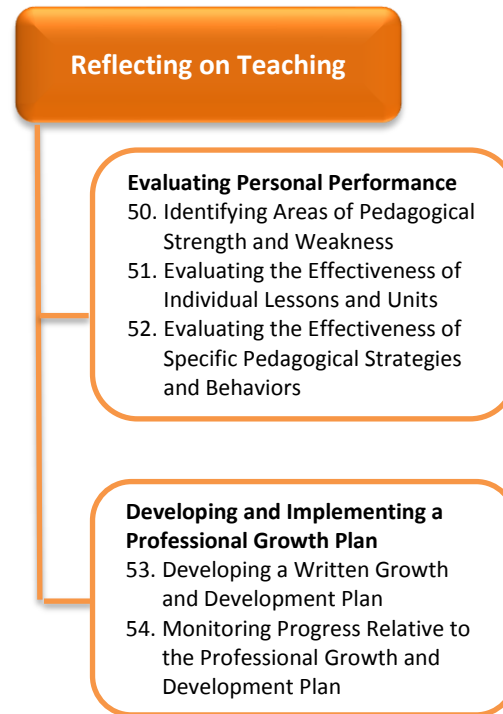 Reflecting on Teaching
Evaluating Personal Performance
50. Identifying Areas of Pedagogical
Strength and Weakness
51. Evaluating the Effectiveness of
Individual Lessons and Units
52. Evaluating the Effectiveness of
Specific Pedagogical Strategies
and Behaviors
Developing and Implementing a
Professional Growth Plan
53. Developing a Written Growth
and Development Plan
54. Monitoring Progress Relative to
the Professional Growth and
Development Plan